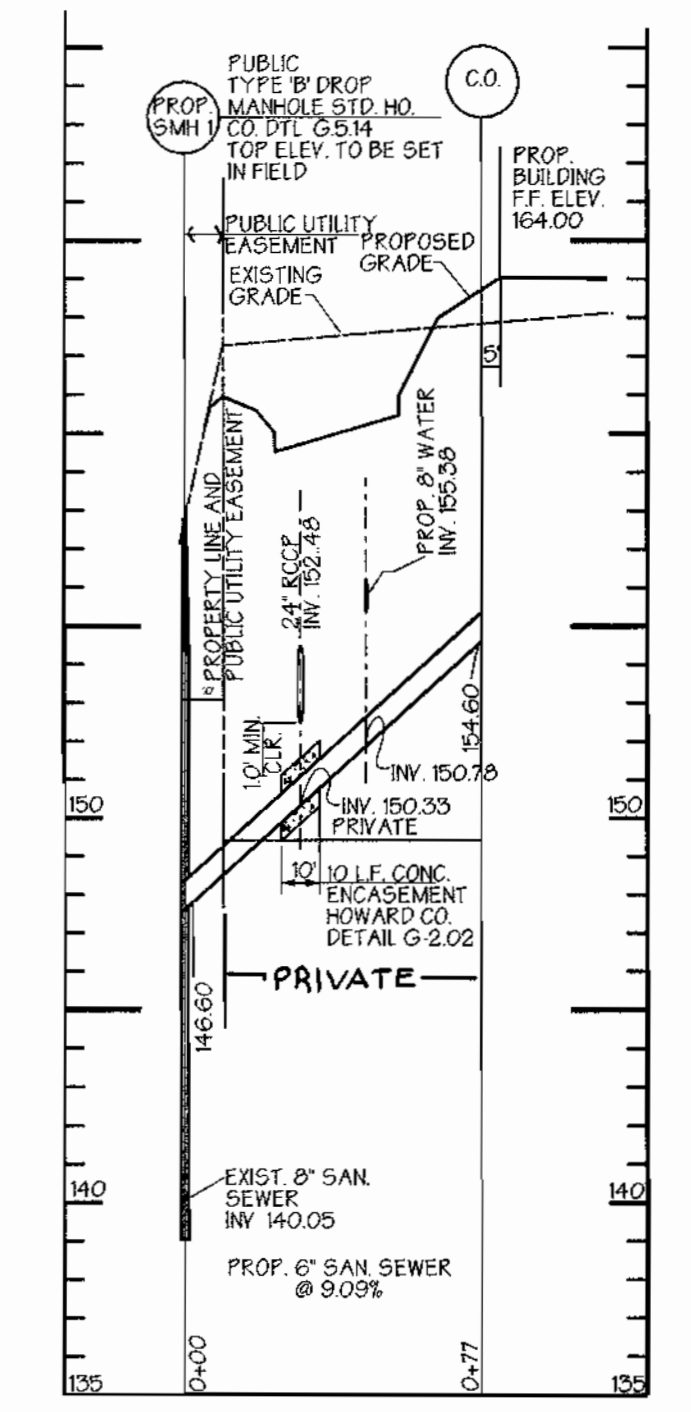 PROP.
SMH 1
PUBLIC
TYPE 'B' DROP
MANHOLE STD. HO.
CO. DTL G.5.14
TOP ELEV. TO BE SET
IN FIELD
C.O.
PROP.
BUILDING
F.F. ELEV.
164.00
PUBLIC UTILITY
EASEMENT
PROPOSED
GRADE
EXISTING
GRADE
5'
PROPERTY LINE AND
PUBLIC UTILITY EASEMENT
24" RCCP
INV. 152.48
PROP. 8" WATER
INV. 155.38
1.0' MIN.
CLR.
154.60
INV. 150.78
150
INV. 150.33
150
PRIVATE
10'
10 L.F. CONC.
ENCASEMENT
HOWARD CO.
DETAIL G-2.02
PRIVATE
146.60
EXIST. 8" SAN.
SEWER
INV 140.05
140
140
PROP. 6" SAN. SEWER
@ 9.09%
0+00
0+77
135
135